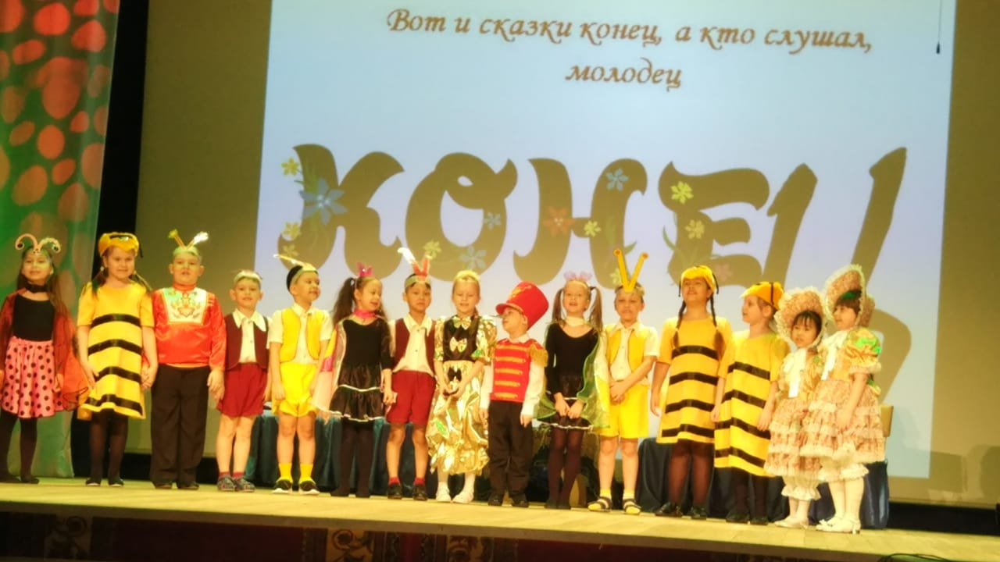 Вот и сказки конец, а кто слушал,
молодец
КОНЕЦ